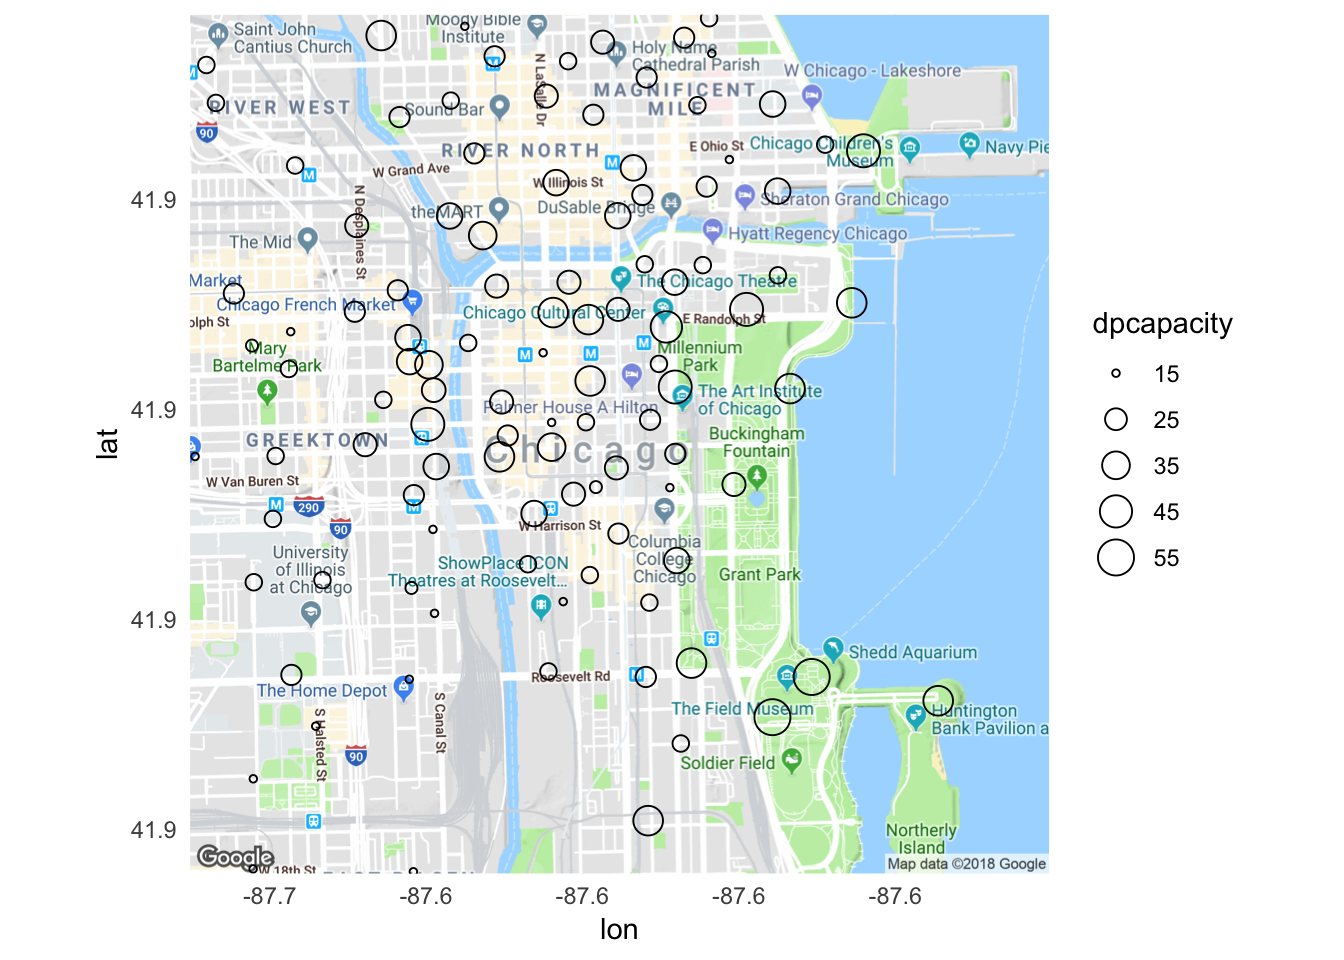 Saint John
Cantius Church
Moody Bible
Institute
Holy Name
Cathedral Parish
W Chicago - Lakeshore
MAGNIFICENT
MILE
RIVER WEST
Sound Bar
N LaSalle Dr
90
RIVER NORTH
E Ohio St
Chicago Children's
Museum
Navy Pie
W Grand Ave
W Illinois St
N Desplaines St
theMART
DuSable Bridge
Sheraton Grand Chicago
The Mid
Hyatt Regency Chicago
Market
The Chicago Theatre
Chicago French Market
Chicago Cultural Center
olph St
E Randolph St
Mary
Bartelme Park
Millennium
Park
The Art Institute
of Chicago
Palmer House A Hilton
Buckingham
Fountain
GREEKTOWN
Chicago
W Van Buren St
290
90
W Harrison St
University
of Illinois
at Chicago
Columbia
College
Chicago
ShowPlace ICON
Theatres at Roosevelt...
Grant Park
Shedd Aquarium
Roosevelt Rd
The Home Depot
The Field Museum
Huntington
Bank Pavilion a
S Halsted St
S Canal St
90
Soldier Field
Northerly
Island
Google
W 18th St
EAST PILSEN
Map data ©2018 Google
41.9
41.9
41.9
41.9
lat
-87.7
-87.6
-87.6
-87.6
-87.6
lon
dpcapacity
15
25
35
45
55